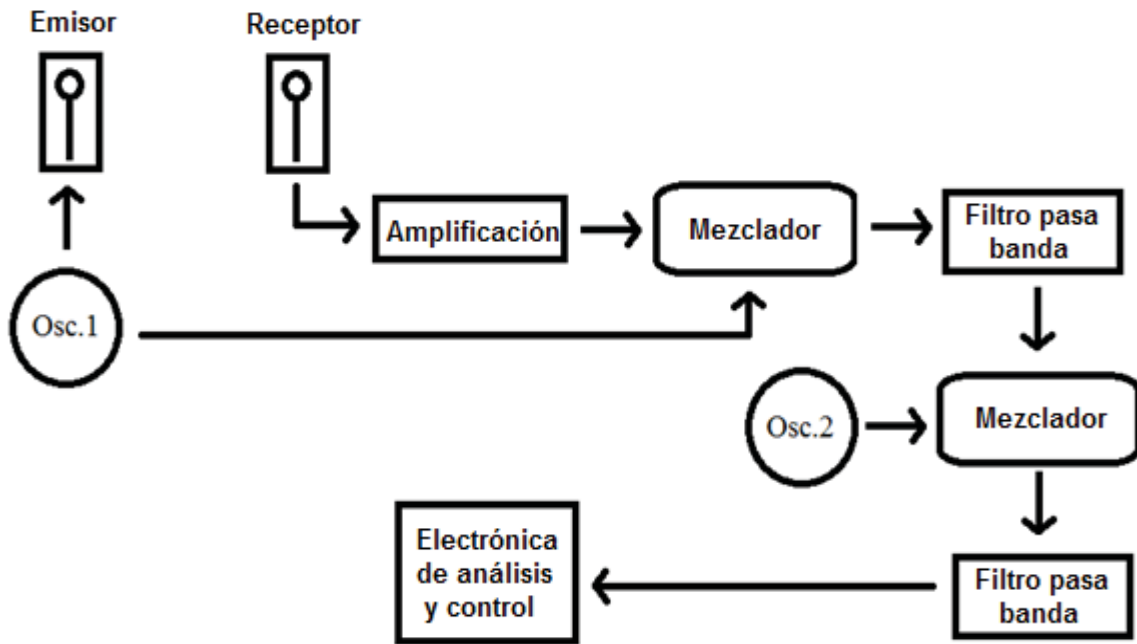 Emisor
Receptor
Amplificación
Mezclador
Filtro pasa
banda
Osc.1
Osc.2
Mezclador
Electrónica
de análisis
y control
Filtro pasa
banda